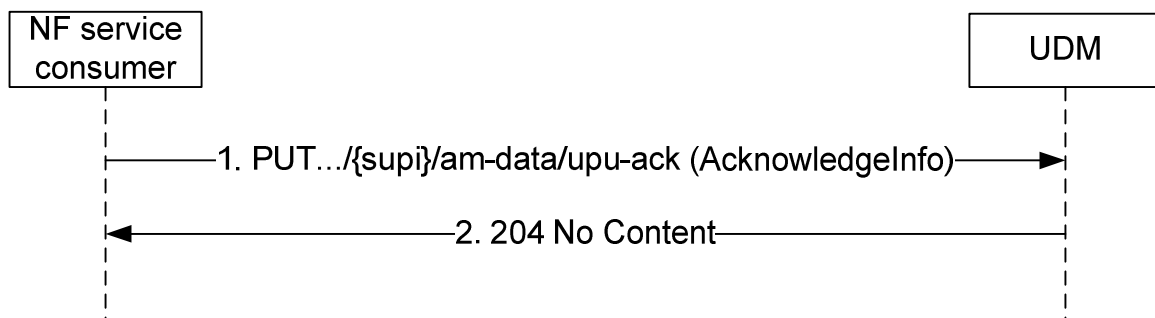 NF service
consumer
UDM
1. PUT.../{supi}/am-data/upu-ack (AcknowledgeInfo)
2. 204 No Content